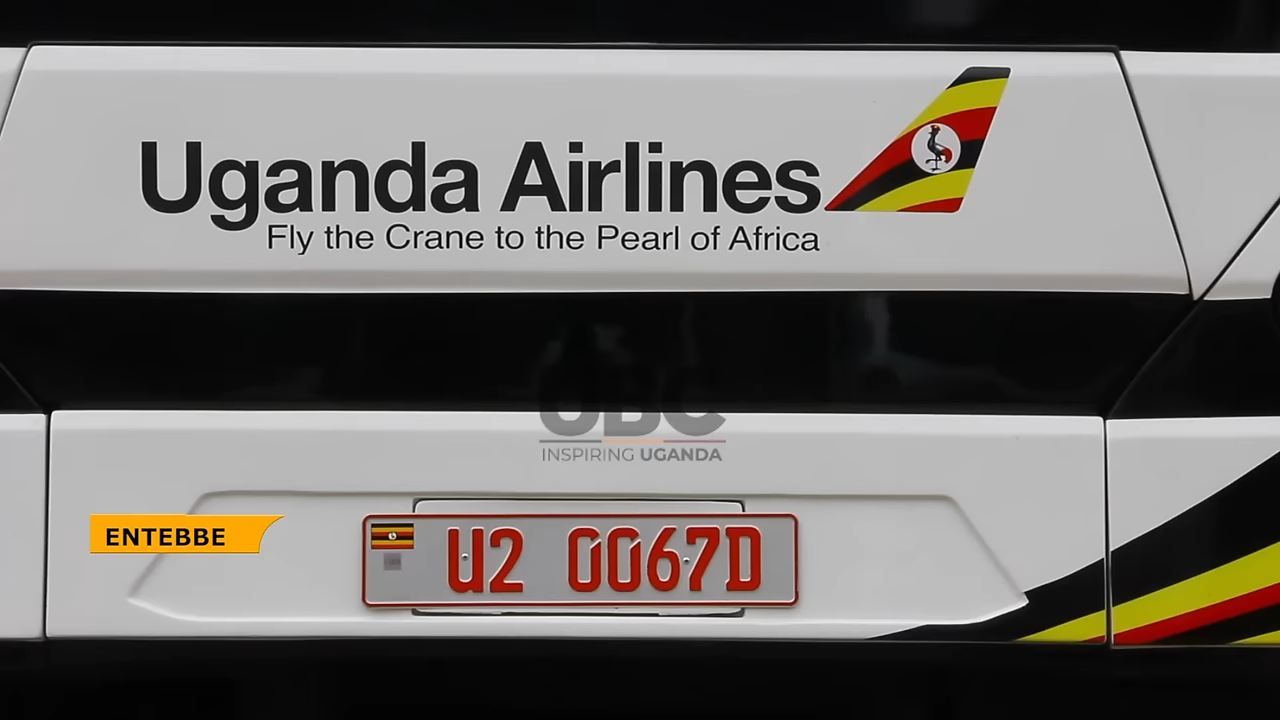 Uganda Airlines
Fly the Crane to the Pearl of Africa
UBC
INSPIRING UGANDA
ENTEBBE
U2 0067D